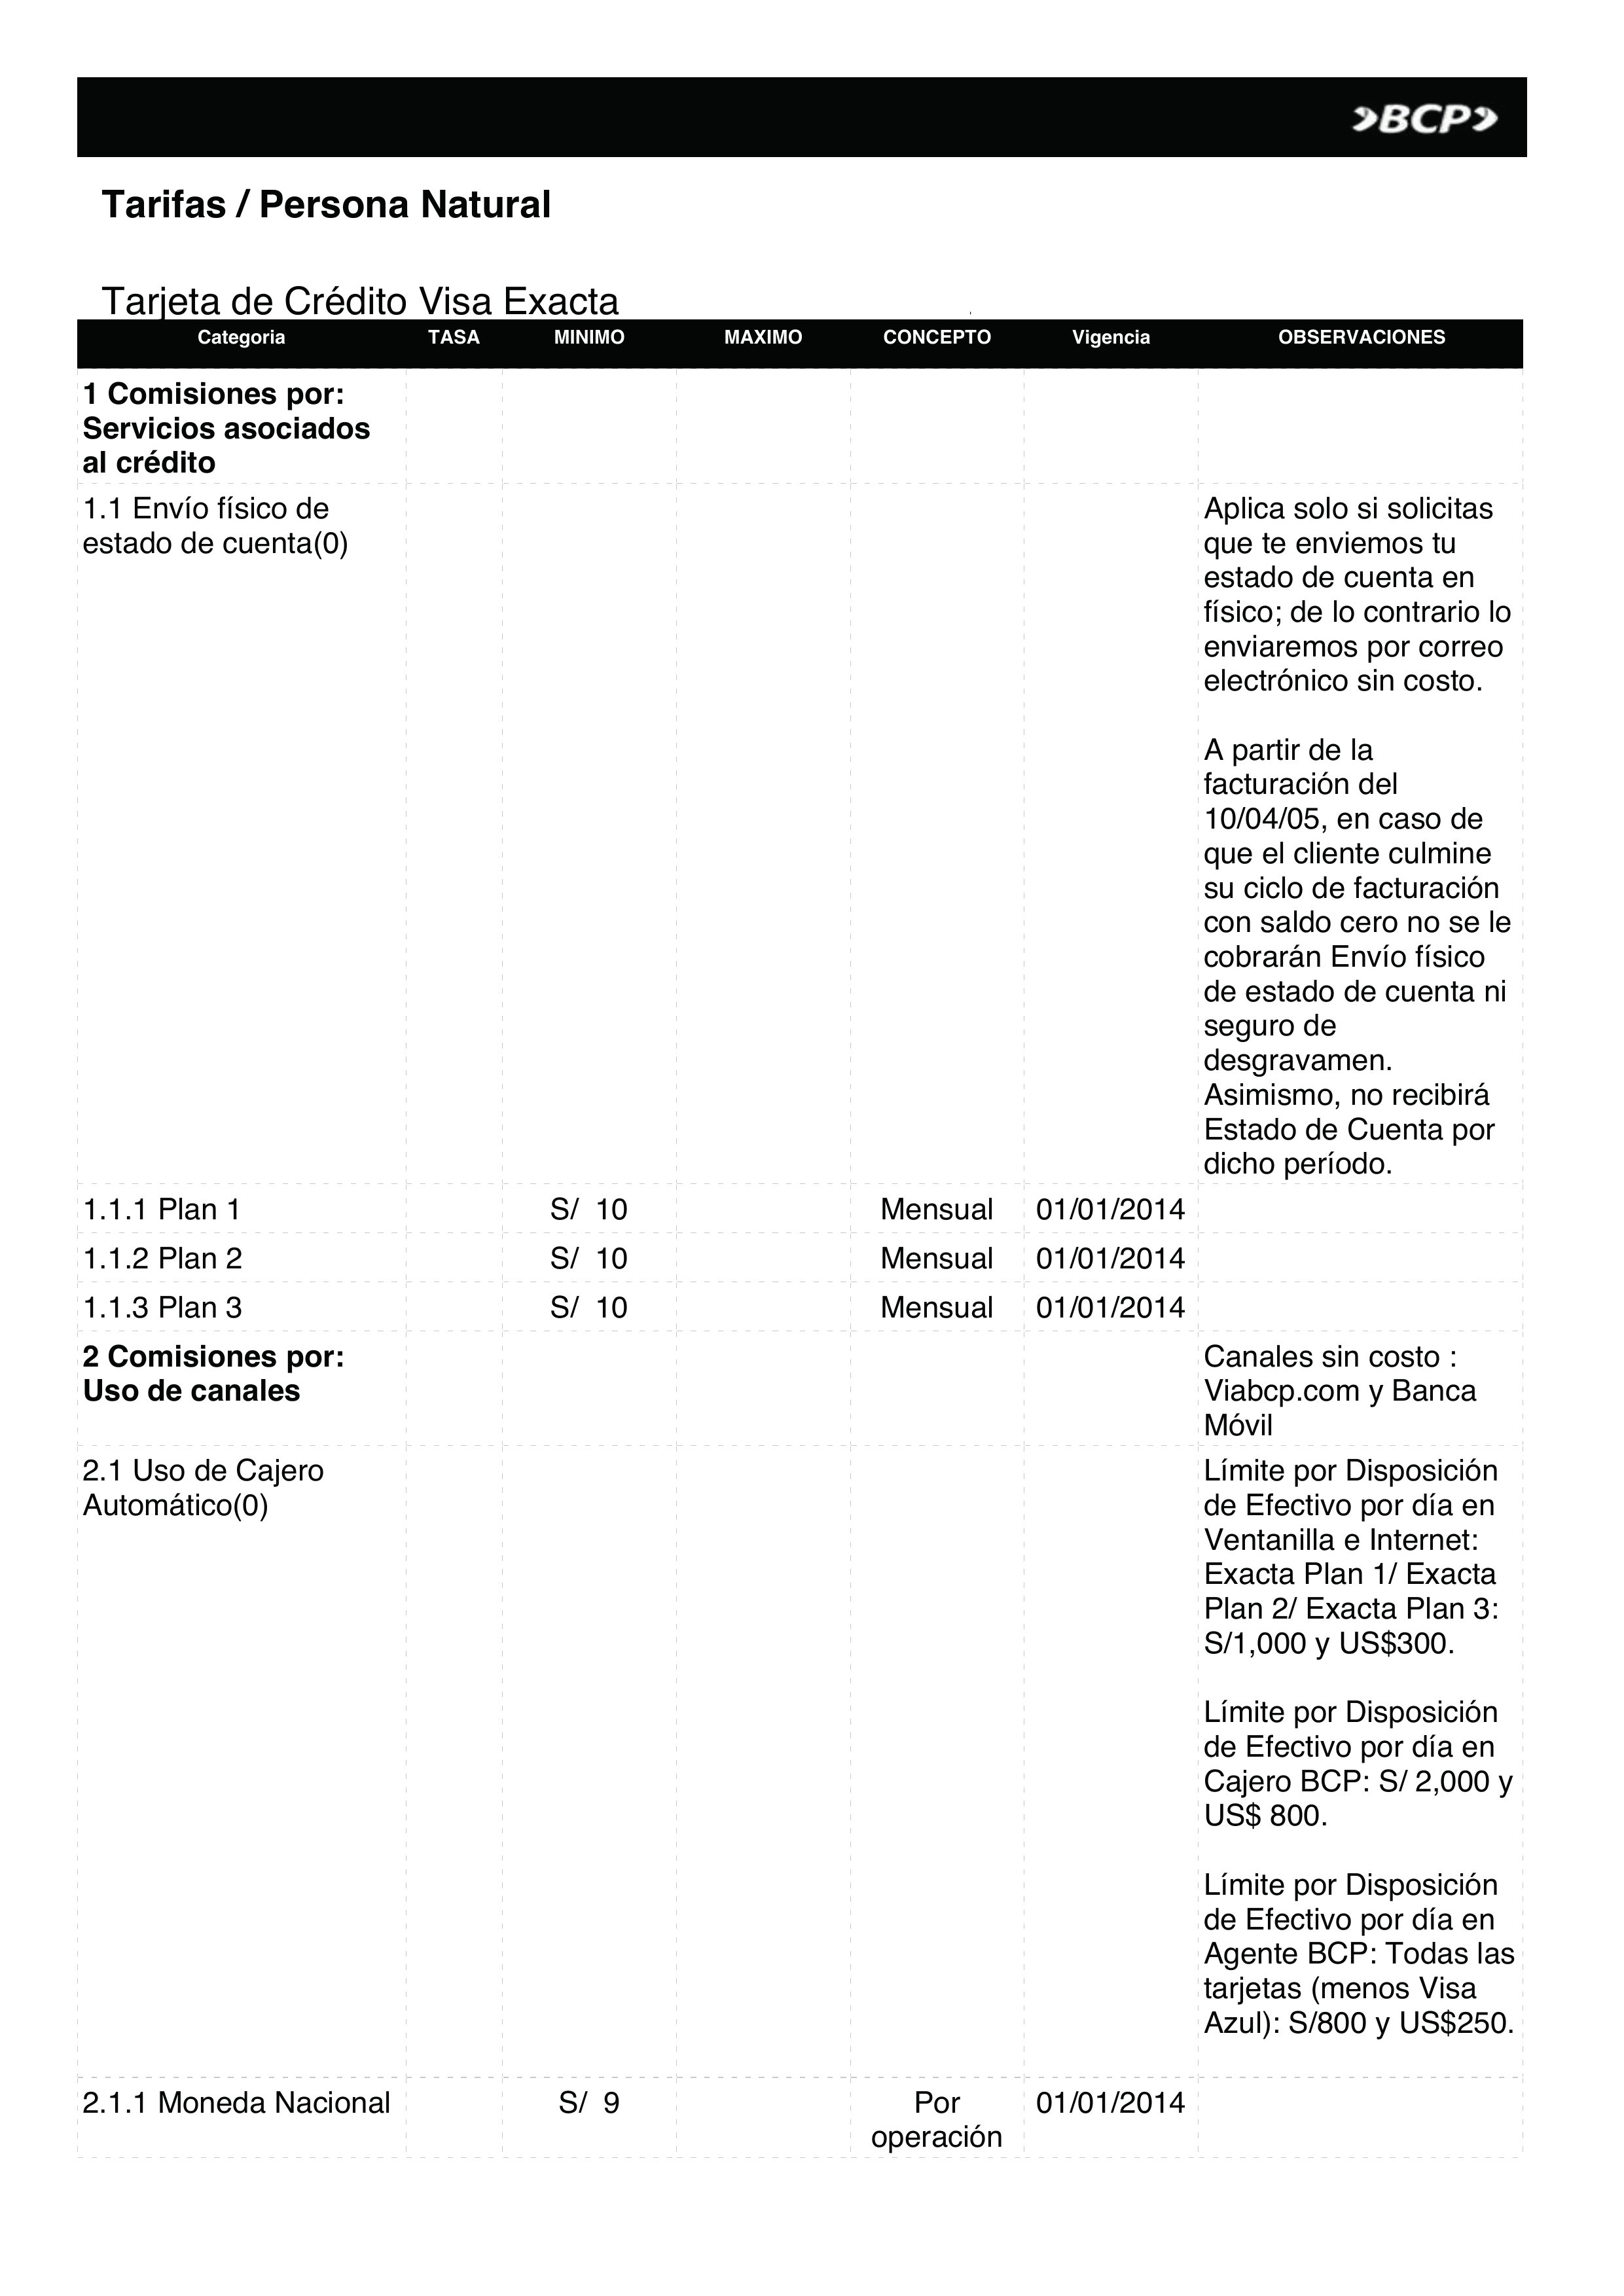 BCP
Tarifas / Persona Natural
Tarjeta de Crédito Visa Exacta
Categoria TASA MINIMO MAXIMO CONCEPTO Vigencia OBSERVACIONES
1 Comisiones por:
Servicios asociados
al crédito
1.1 Envío físico de
estado de cuenta(0)
Aplica solo si solicitas
que te enviemos tu
estado de cuenta en
físico; de lo contrario lo
enviaremos por correo
electrónico sin costo.
A partir de la
facturación del
10/04/05, en caso de
que el cliente culmine
su ciclo de facturación
con saldo cero no se le
cobrarán Envío físico
de estado de cuenta ni
seguro de
desgravamen.
Asimismo, no recibirá
Estado de Cuenta por
dicho período.
1.1.1 Plan 1 S/ 10 Mensual 01/01/2014
1.1.2 Plan 2 S/ 10 Mensual 01/01/2014
1.1.3 Plan 3 S/ 10 Mensual 01/01/2014
2 Comisiones por:
Uso de canales
Canales sin costo :
Viabcp.com y Banca
Móvil
2.1 Uso de Cajero
Automático(0)
Límite por Disposición
de Efectivo por día en
Ventanilla e Internet:
Exacta Plan 1/ Exacta
Plan 2/ Exacta Plan 3:
S/1,000 y US$300.
Límite por Disposición
de Efectivo por día en
Cajero BCP: S/ 2,000 y
US$ 800.
Límite por Disposición
de Efectivo por día en
Agente BCP: Todas las
tarjetas (menos Visa
Azul): S/800 y US$250.
2.1.1 Moneda Nacional S/ 9 Por 01/01/2014
operación